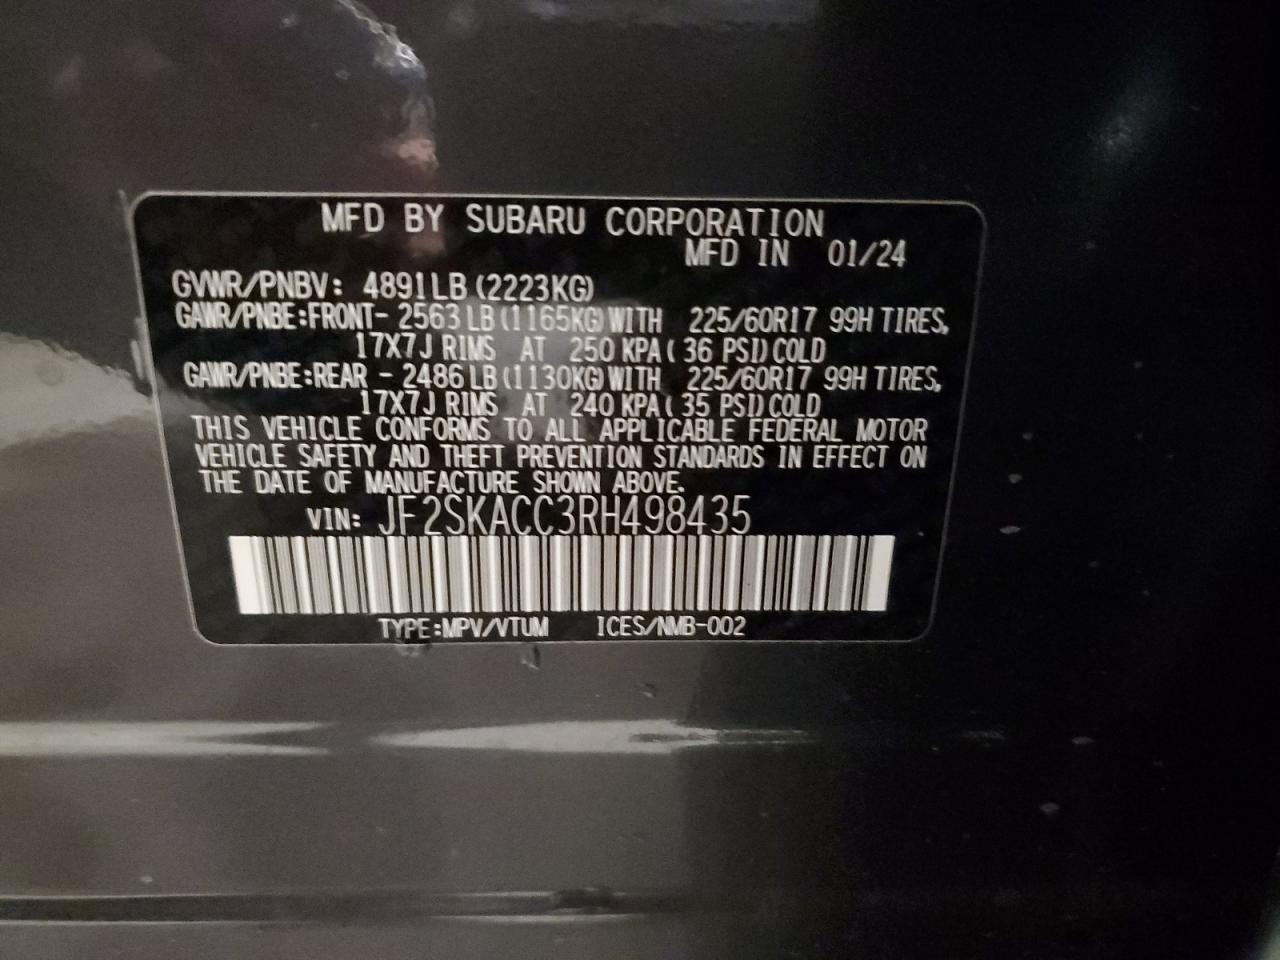 MFD BY SUBARU CORPORATION
MFD IN 01/24
GVWR/PNBV: 4891LB (2223KG)
GAWR/PNBE:FRONT- 2563 LB (1165KG) WITH 225/60R17 99H TIRES,
17X7J RIMS AT 250 KPA ( 36 PSI) COLD
GAWR/PNBE:REAR - 2486 LB (1130KG) WITH 225/60R17 99H TIRES,
17X7J RIMS AT 240 KPA ( 35 PSI) COLD
THIS VEHICLE CONFORMS TO ALL APPLICABLE FEDERAL MOTOR
VEHICLE SAFETY AND THEFT PREVENTION STANDARDS IN EFFECT ON
THE DATE OF MANUFACTURE SHOWN ABOVE.
VIN: JF2SKACC3RH498435
TYPE:MPV/VTUM ICES/NMB-002